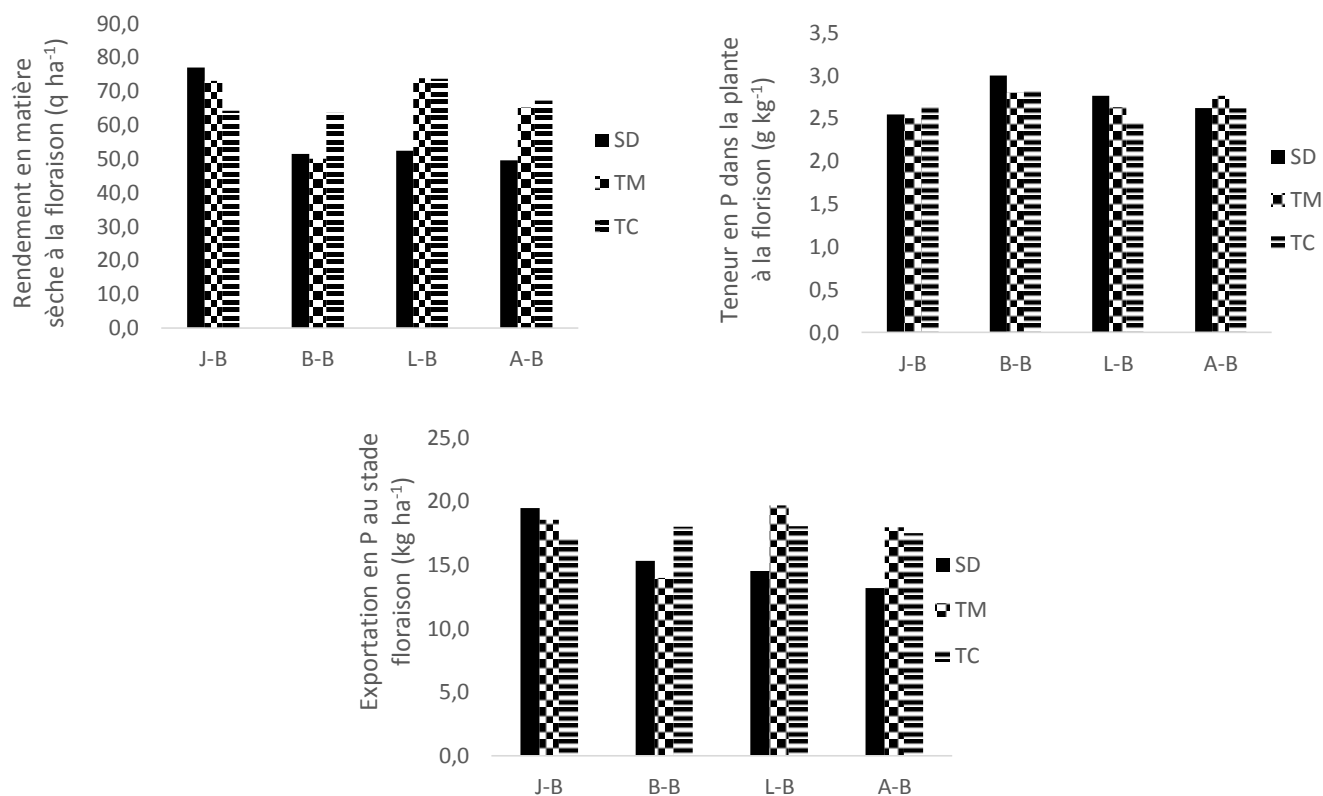 Rendement en matière
sèche à la floraison (q ha⁻¹)
90,0
80,0
70,0
60,0
50,0
40,0
30,0
20,0
10,0
0,0
J-B
B-B
L-B
A-B
SD
TM
TC
Teneur en P dans la plante
à la florison (g kg⁻¹)
3,5
3,0
2,5
2,0
1,5
1,0
0,5
0,0
J-B
B-B
L-B
A-B
SD
TM
TC
Exportation en P au stade
floraison (kg ha⁻¹)
25,0
20,0
15,0
10,0
5,0
0,0
J-B
B-B
L-B
A-B
SD
TM
TC